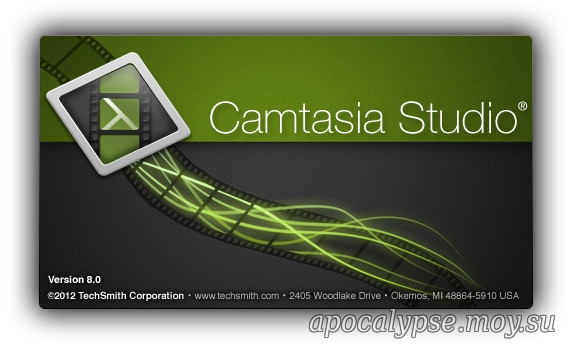 Camtasia Studio®
Version 8.0
©2012 TechSmith Corporation • www.techsmith.com • 2405 Woodlake Drive • Okemos, MI 48864-5910 USA
apocalypse.moy.su